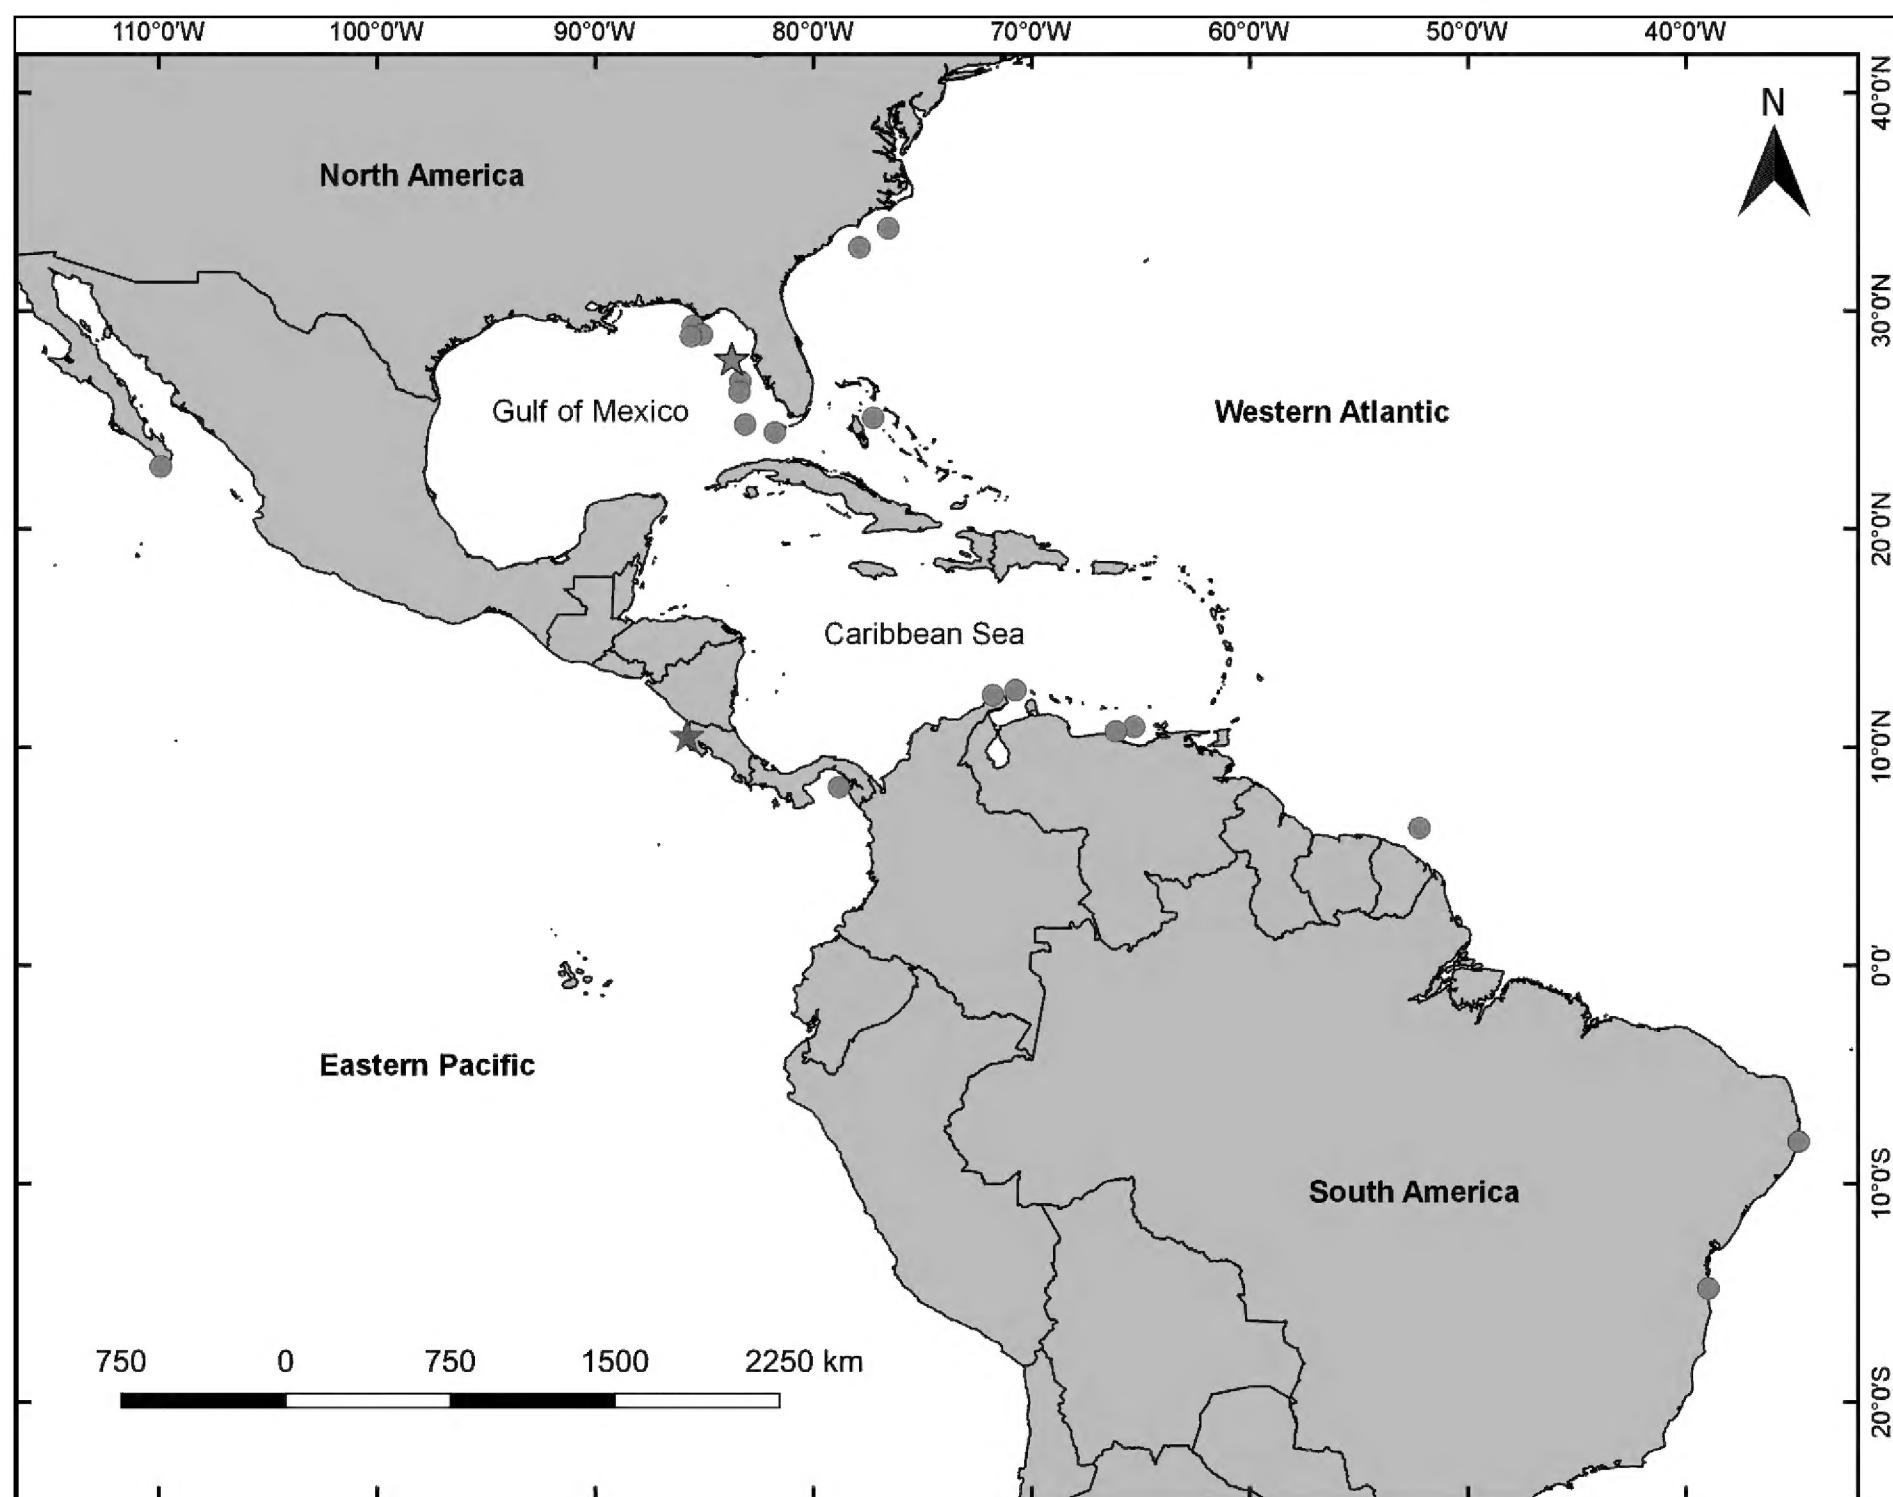 110°0'W 100°0'W 90°0'W 80°0'W 70°0'W 60°0'W 50°0'W 40°0'W
40°0'N
N
North America
30°0'N
Gulf of Mexico
Western Atlantic
20°0'N
Caribbean Sea
10°0'N
0°0'
Eastern Pacific
10°0'S
South America
750 0 750 1500 2250 km
20°0'S